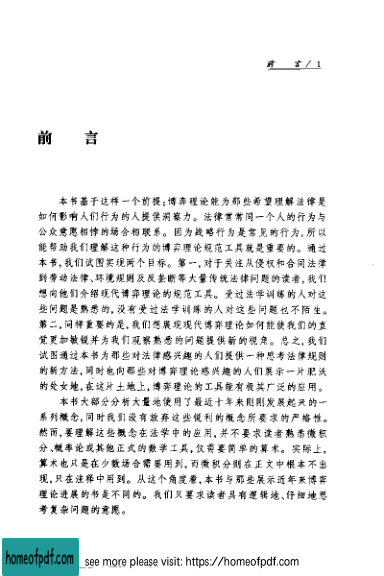 前 言 / 1
前 言
本书基于这样一个前提:博弈理论能为那些希望理解法律是
如何影响人们行为的人提供洞察力。法律常常同一个人的行为与
公众意愿相悖的场合相联系。因为战略行为是常见的行为,所以
能帮助我们理解这种行为的博弈理论规范工具就是重要的。通过
本书,我们试图实现两个目标。第一,对于关注从侵权和合同法律
到劳动法律、环境规则及反垄断等大量传统法律问题的读者,我们
想向他们介绍现代博弈理论的规范工具。受过法学训练的人对这
些问题是熟悉的,没有受过法学训练的人对这些问题也不陌生。
第二,同样重要的是,我们想展现现代博弈理论如何能使我们的直
觉更加敏锐并为我们观察熟悉的问题提供新的视角。总之,我们
试图通过本书为那些对法律感兴趣的人们提供一种思考法律规则
的新方法,同时也向那些对博弈理论感兴趣的人们展示一片肥沃
的处女地,在这片土地上,博弈理论的工具能有极其广泛的应用。
本书大部分分析大量地使用了最近十年来刚刚发展起来的一
系列概念,同时我们没有放弃这些锐利的概念所要求的严格性。
然而,要理解这些概念在法学中的应用,并不要求读者熟悉微积
分、概率论或其他正式的数学工具,仅需要简单的算术。实际上,
算术也只是在少数场合需要用到,而微积分则在正文中根本不出
现,只在注释中用到。从这个角度看,本书与那些展示近年来博弈
理论进展的书是不同的。我们只要求读者具有逻辑地、仔细地思
考复杂问题的意愿。
homeofpdf.com
see more please visit: https://homeofpdf.com